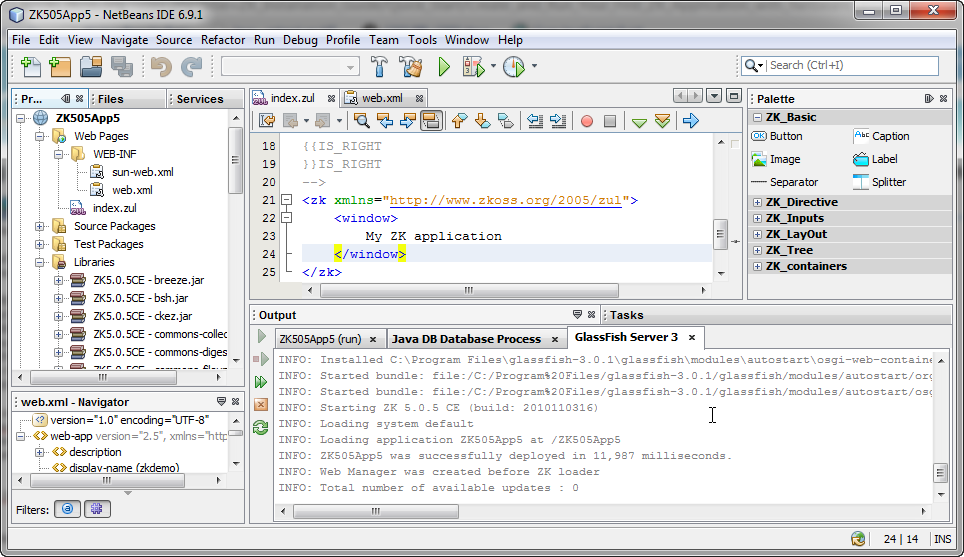 ZK505App5 - NetBeans IDE 6.9.1
File Edit View Navigate Source Refactor Run Debug Profile Team Tools Window Help
Search (Ctrl+I)
Pr... Files Services
ZK505App5
Web Pages
WEB-INF
sun-web.xml
web.xml
index.zul
Source Packages
Test Packages
Libraries
ZK5.0.5CE - breeze.jar
ZK5.0.5CE - bsh.jar
ZK5.0.5CE - ckez.jar
ZK5.0.5CE - commons-collec
ZK5.0.5CE - commons-diges
web.xml - Navigator
version="1.0" encoding="UTF-8"
web-app version="2.5", xmlns="http
description
display-name (zkdemo)
Filters:
index.zul web.xml
18 {{IS_RIGHT
19 }}IS_RIGHT
20 -->
21 <zk xmlns="http://www.zkoss.org/2005/zul">
22 <window>
23 My ZK application
24 </window>
25 </zk>
Palette
ZK_Basic
OK Button Abc Caption
Image Label
Separator Splitter
ZK_Directive
ZK_Inputs
ZK_LayOut
ZK_Tree
ZK_containers
Output Tasks
ZK505App5 (run) Java DB Database Process GlassFish Server 3
INFO: Installed C:\Program Files\glassfish-3.0.1\glassfish\modules\autostart\osgi-web-containe
INFO: Started bundle: file:/C:/Program%20Files/glassfish-3.0.1/glassfish/modules/autostart/org
INFO: Started bundle: file:/C:/Program%20Files/glassfish-3.0.1/glassfish/modules/autostart/osg
INFO: Starting ZK 5.0.5 CE (build: 2010110316)
INFO: Loading system default
INFO: Loading application ZK505App5 at /ZK505App5
INFO: ZK505App5 was successfully deployed in 11,987 milliseconds.
INFO: Web Manager was created before ZK loader
INFO: Total number of available updates : 0
24 | 14 INS